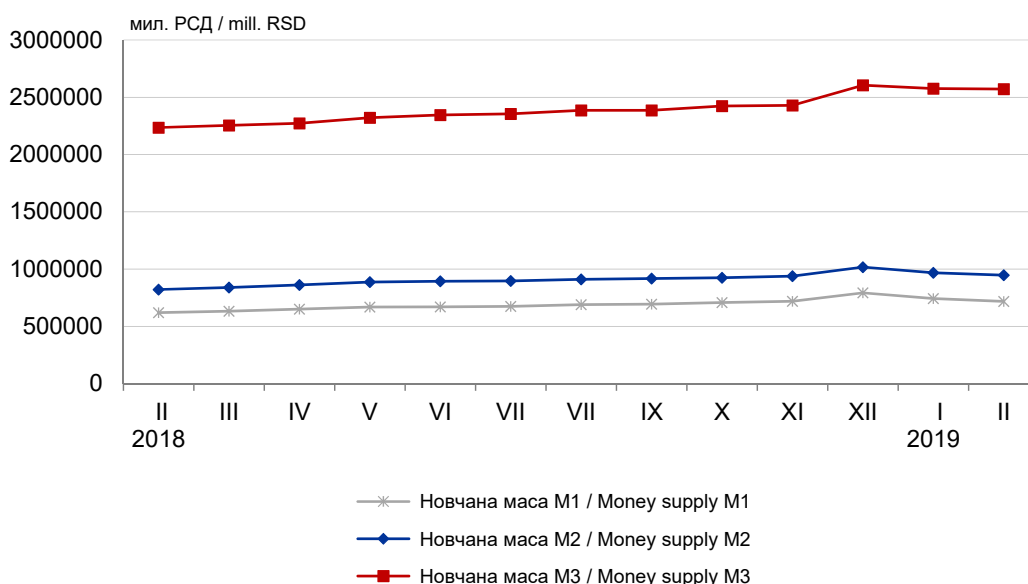 мил. РСД / mill. RSD
3000000
2500000
2000000
1500000
1000000
500000
0
II III IV V VI VII VII IX X XI XII I II
2018 2019
Новчана маса М1 / Money supply M1
Новчана маса М2 / Money supply M2
Новчана маса М3 / Money supply M3